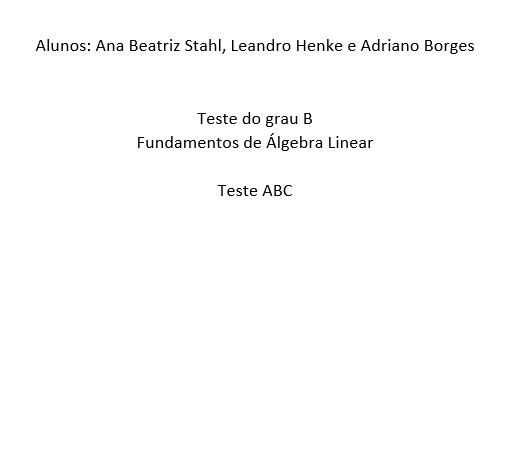 Alunos: Ana Beatriz Stahl, Leandro Henke e Adriano Borges
Teste do grau B
Fundamentos de Álgebra Linear
Teste ABC